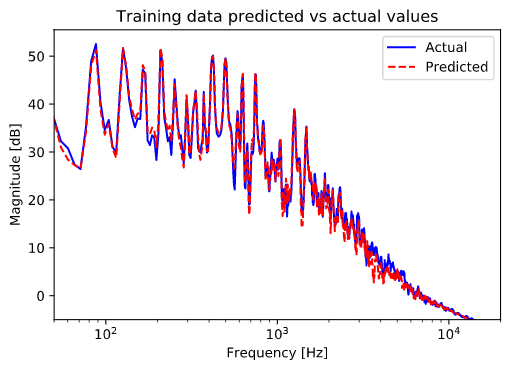 Training data predicted vs actual values
Actual
Predicted
Magnitude [dB]
50
40
30
20
10
0
10²
10³
10⁴
Frequency [Hz]